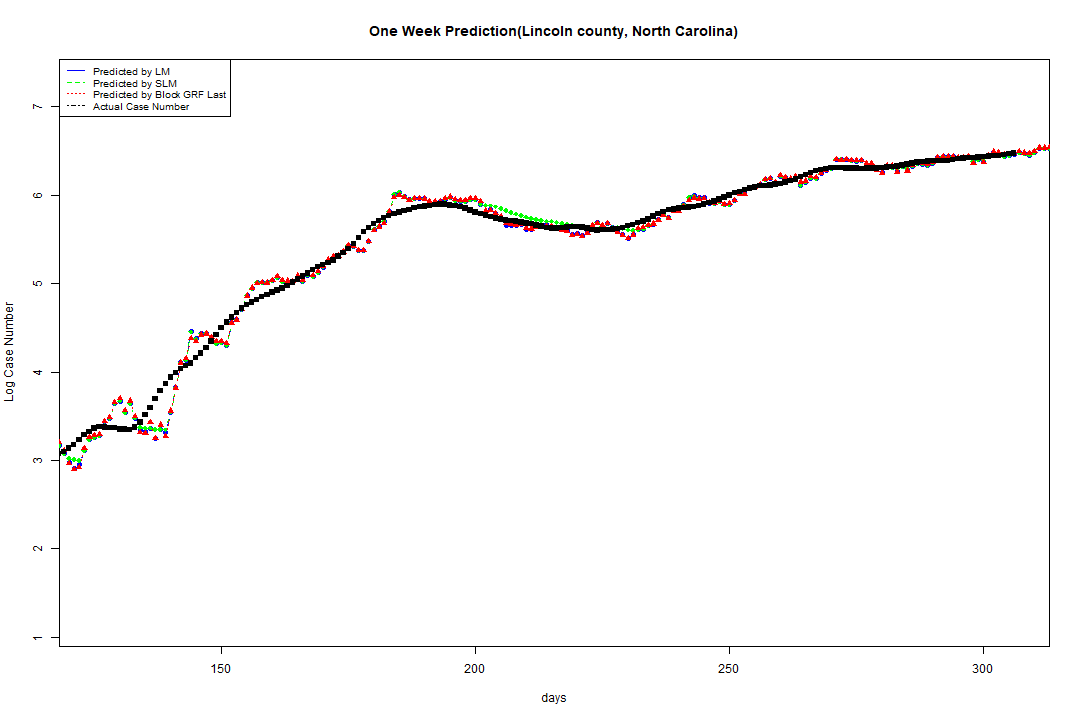 One Week Prediction(Lincoln county, North Carolina)
Predicted by LM
Predicted by SLM
Predicted by Block GRF Last
Actual Case Number
7
6
5
4
3
2
1
Log Case Number
150
200
250
300
days